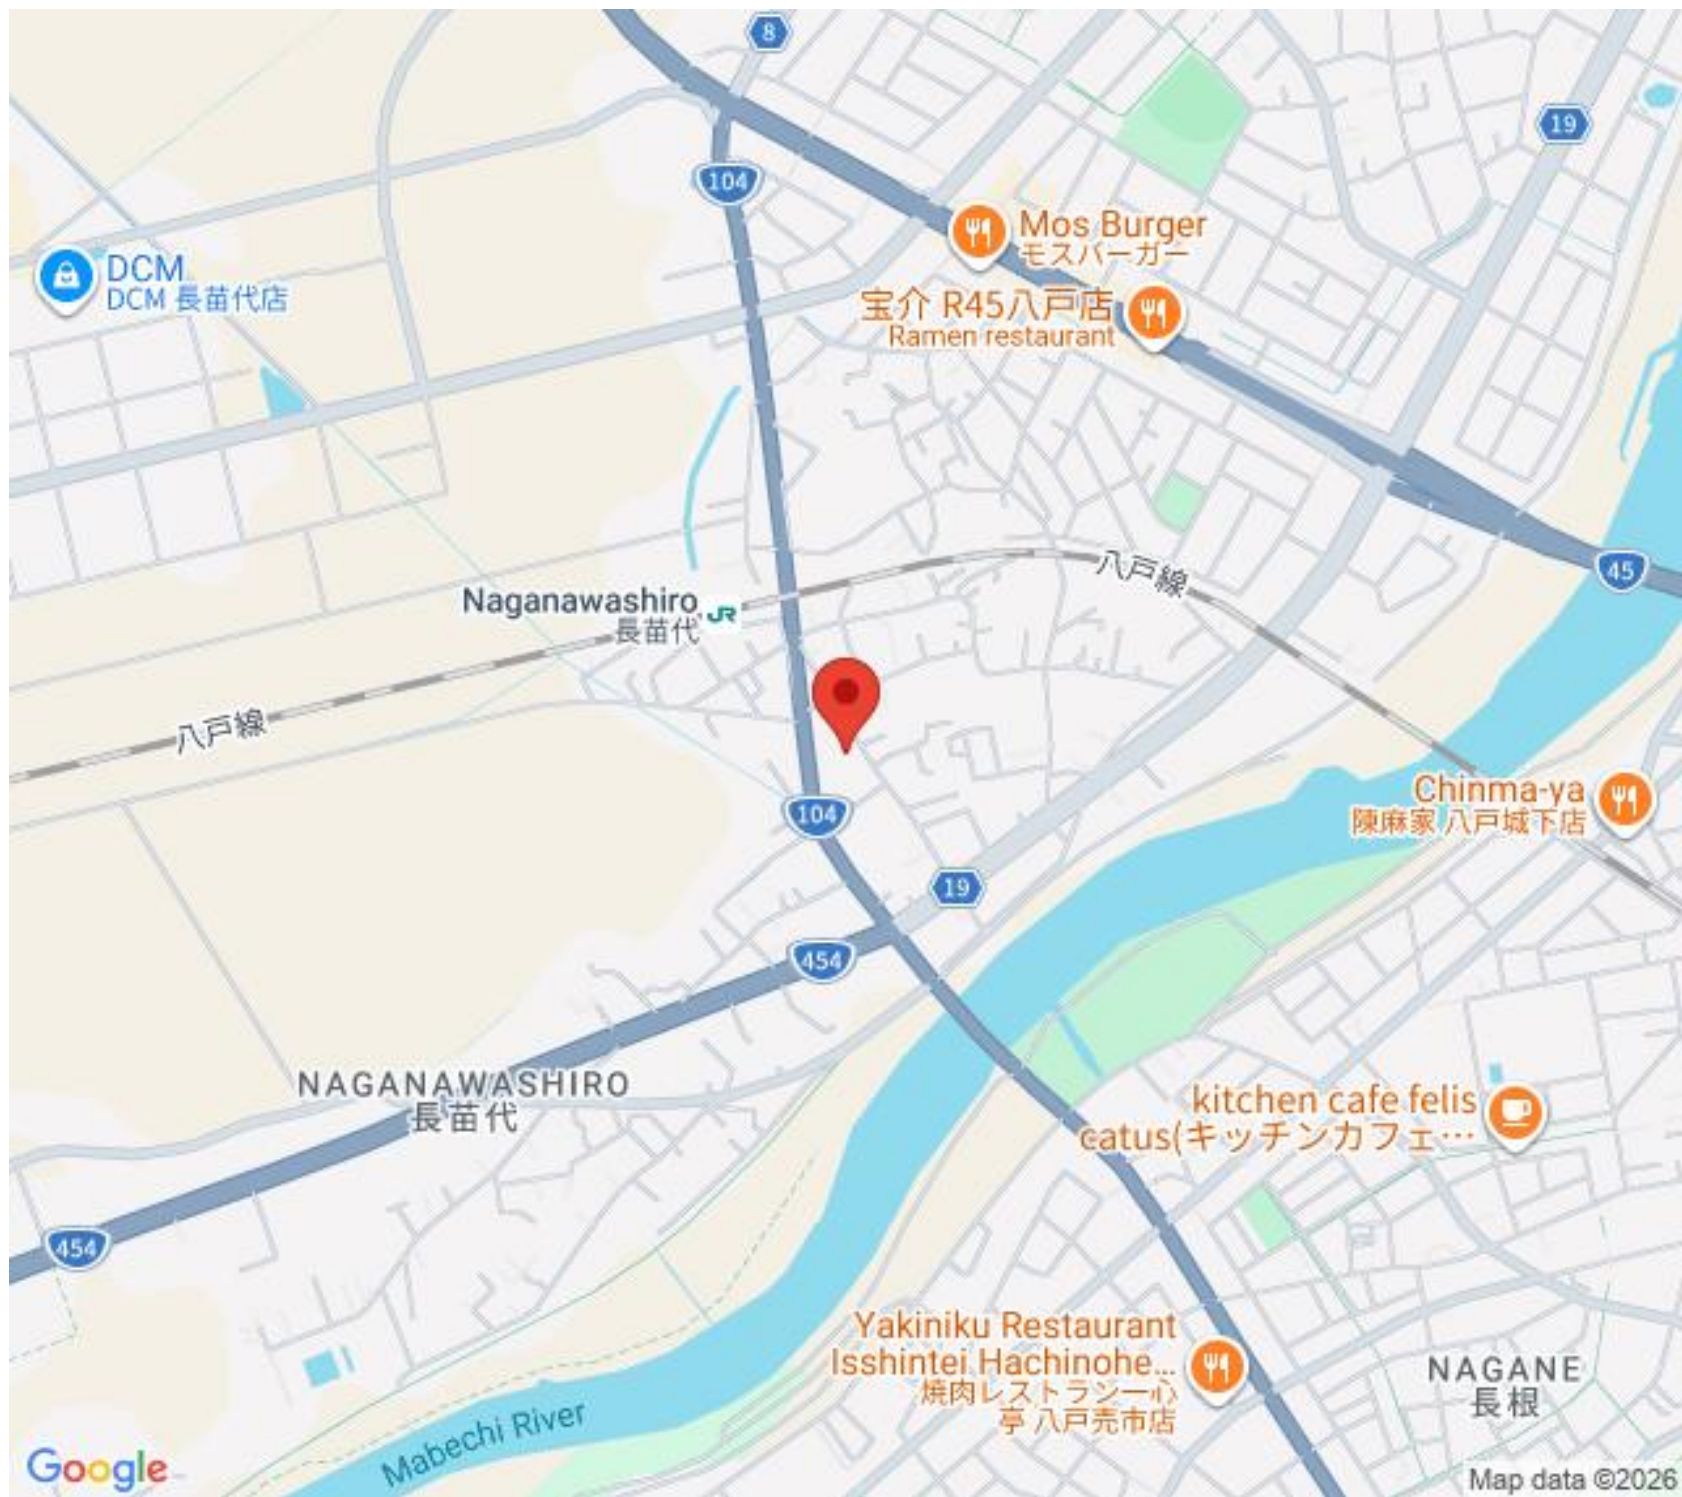 8
19
104
Mos Burger
モスバーガー
DCM
DCM 長苗代店
宝介 R45八戸店
Ramen restaurant
八戸線
45
Naganawashiro
長苗代
JR
八戸線
Chinma-ya
陳麻家 八戸城下店
104
19
454
NAGANAWASHIRO
長苗代
kitchen cafe felis
catus(キッチンカフェ…
454
Yakiniku Restaurant
Isshintei Hachinohe...
焼肉レストラン一心
亭 八戸売市店
NAGANE
長根
Mabechi River
Google
Map data ©2026